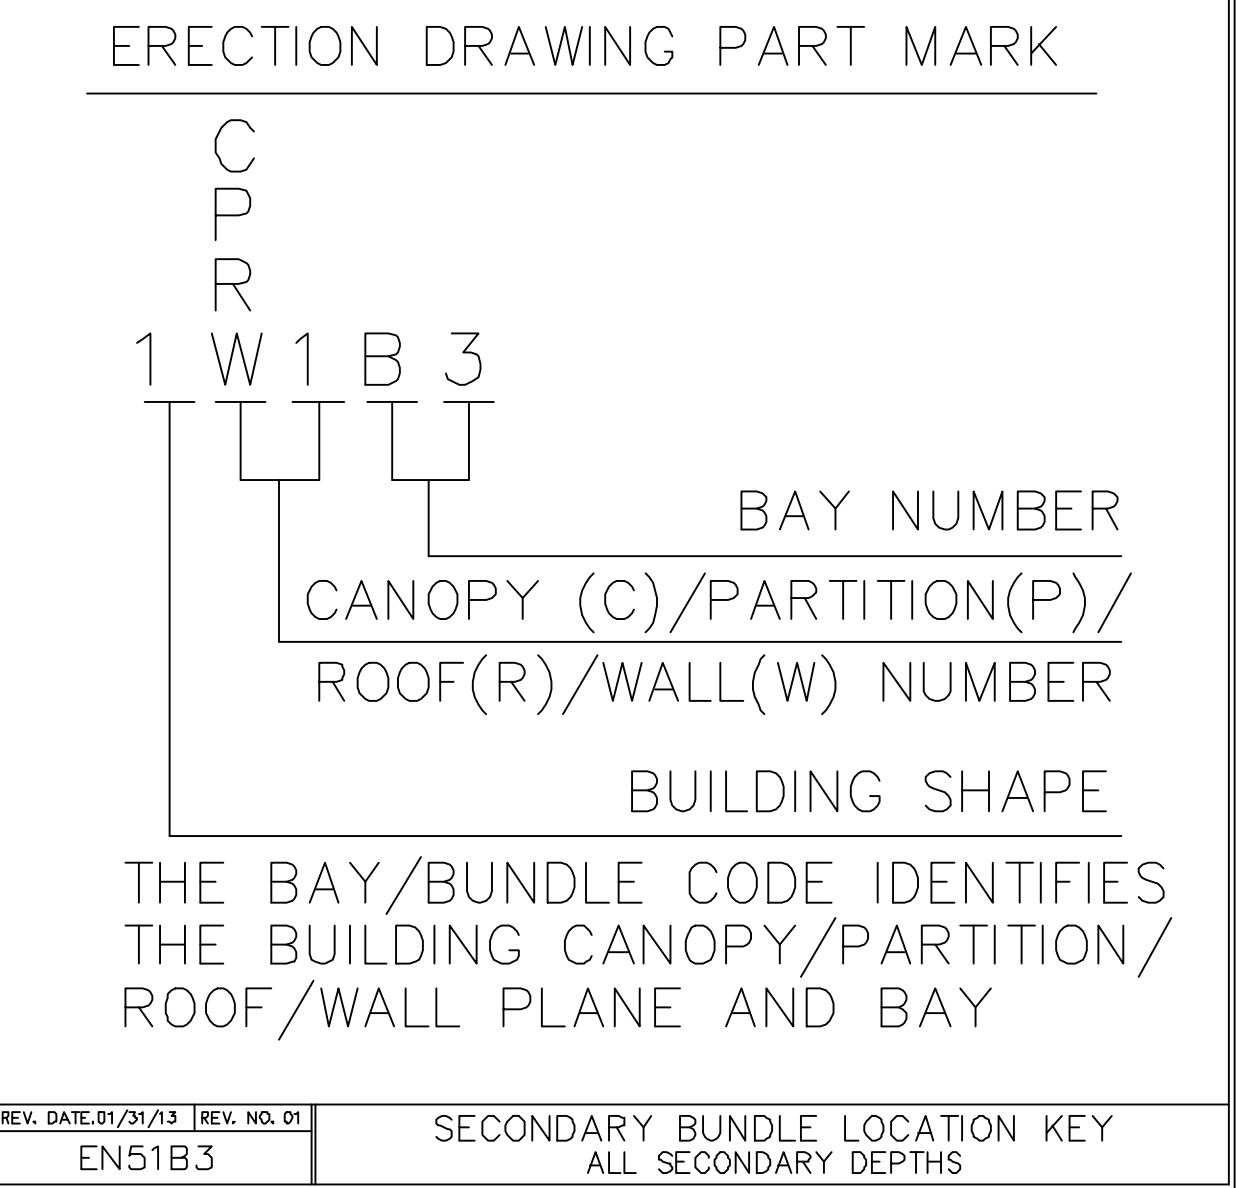 ERECTION DRAWING PART MARK
C
P
R
1 W 1 B 3
BAY NUMBER
CANOPY (C)/PARTITION(P)/
ROOF(R)/WALL(W) NUMBER
BUILDING SHAPE
THE BAY/BUNDLE CODE IDENTIFIES
THE BUILDING CANOPY/PARTITION/
ROOF/WALL PLANE AND BAY
REV. DATE.01/31/13 REV. NO. 01
EN51B3
SECONDARY BUNDLE LOCATION KEY
ALL SECONDARY DEPTHS